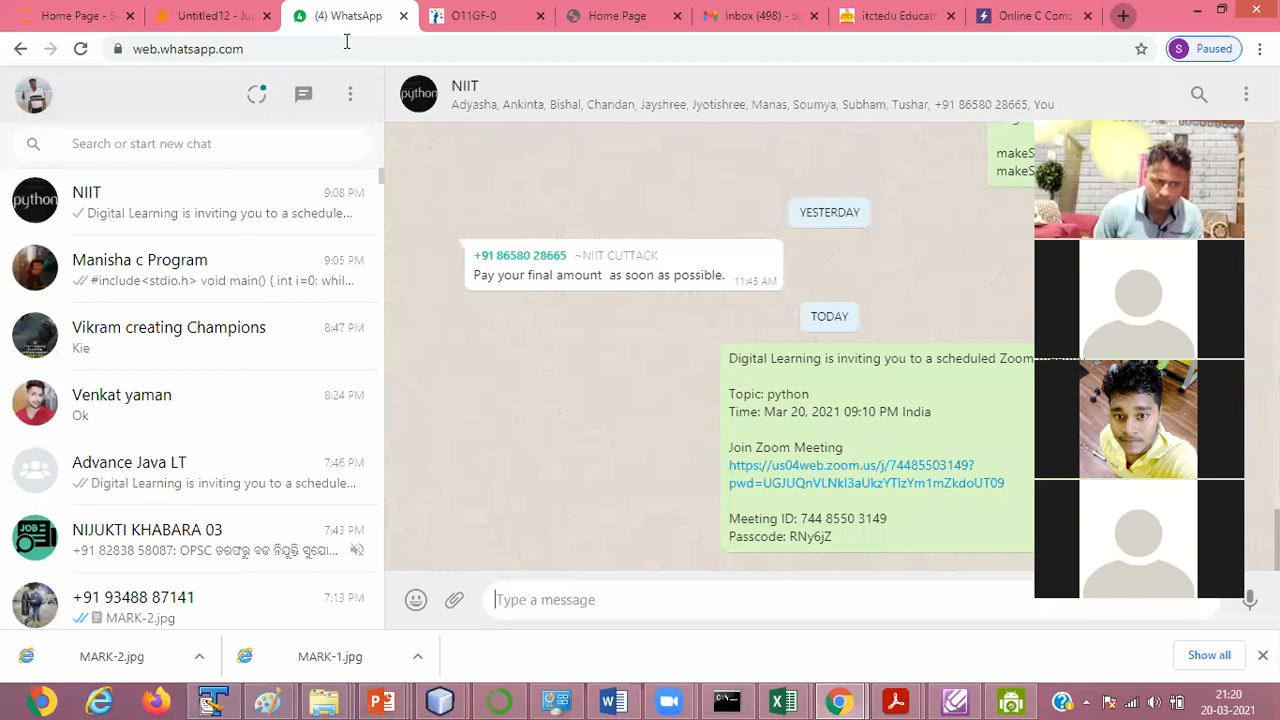 Home Page - S
Untitled12 - Jup
(4) WhatsApp
O11GF-0
Home Page
Inbox (498) - s
itctedu Educat
Online C Comp
web.whatsapp.com
S Paused
NIIT
Adyasha, Ankinta, Bishal, Chandan, Jayshree, Jyotishree, Manas, Soumya, Subham, Tushar, +91 86580 28665, You
Search or start new chat
python
NIIT 9:08 PM
Digital Learning is inviting you to a schedule...
Manisha c Program 9:05 PM
#include<stdio.h> void main() { int i=0; whil...
Vikram creating Champions 8:47 PM
Kie
Venkat yaman 8:24 PM
Ok
Advance Java LT 7:46 PM
Digital Learning is inviting you to a schedule...
JOB
NIJUKTI KHABARA 03 7:43 PM
+91 82838 58087: OPSC ତରଫରୁ ବଡ ନିଯୁକ୍ତି ସୁଯୋ...
+91 93488 87141 7:13 PM
MARK-2.jpg
python
makeS
makeS
YESTERDAY
+91 86580 28665 ~NIIT CUTTACK
Pay your final amount as soon as possible. 11:45 AM
TODAY
Digital Learning is inviting you to a scheduled Zoom meeting.
Topic: python
Time: Mar 20, 2021 09:10 PM India
Join Zoom Meeting
https://us04web.zoom.us/j/74485503149?
pwd=UGJUQnVLNkl3aUkzYTlzYm1mZkdoUT09
Meeting ID: 744 8550 3149
Passcode: RNy6jZ
Type a message
MARK-2.jpg
MARK-1.jpg
Show all
21:20
20-03-2021